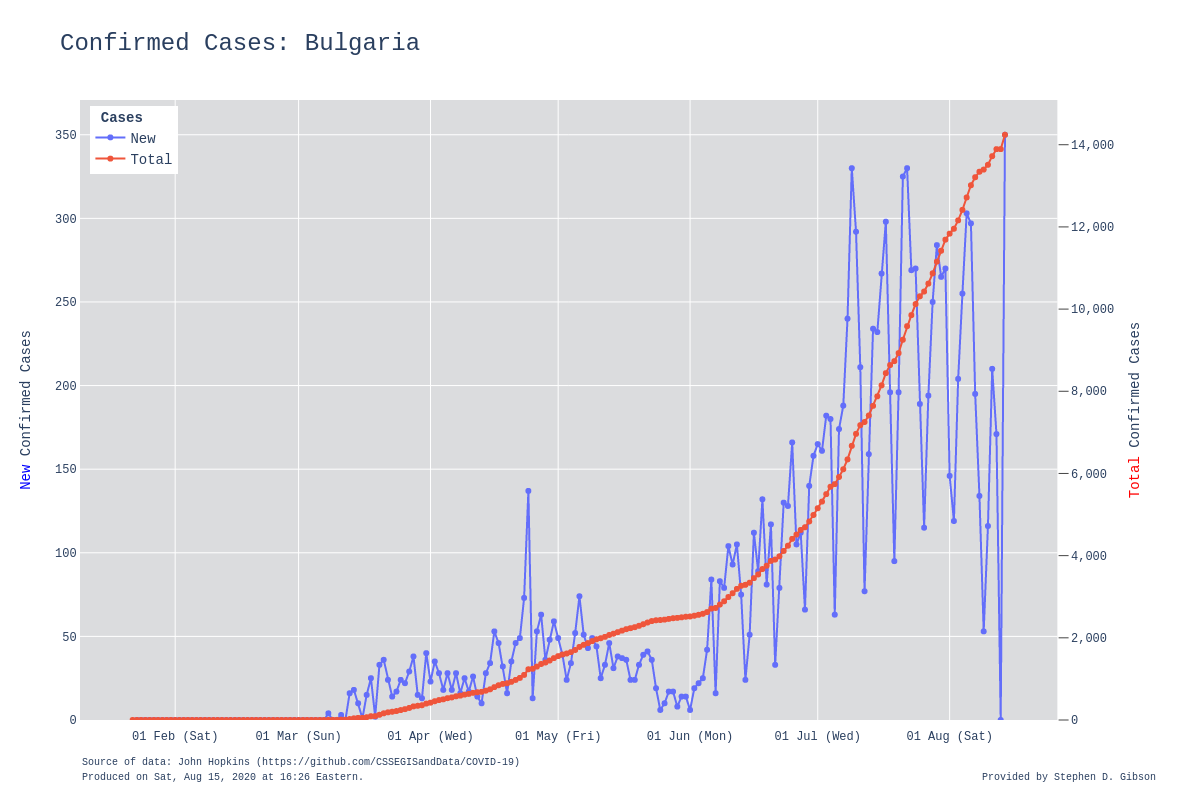 Confirmed Cases: Bulgaria
Cases
New
Total
350
300
250
200
150
100
50
0
14,000
12,000
10,000
8,000
6,000
4,000
2,000
0
New Confirmed Cases
Total Confirmed Cases
01 Feb (Sat)
01 Mar (Sun)
01 Apr (Wed)
01 May (Fri)
01 Jun (Mon)
01 Jul (Wed)
01 Aug (Sat)
Source of data: John Hopkins (https://github.com/CSSEGISandData/COVID-19)
Produced on Sat, Aug 15, 2020 at 16:26 Eastern.
Provided by Stephen D. Gibson